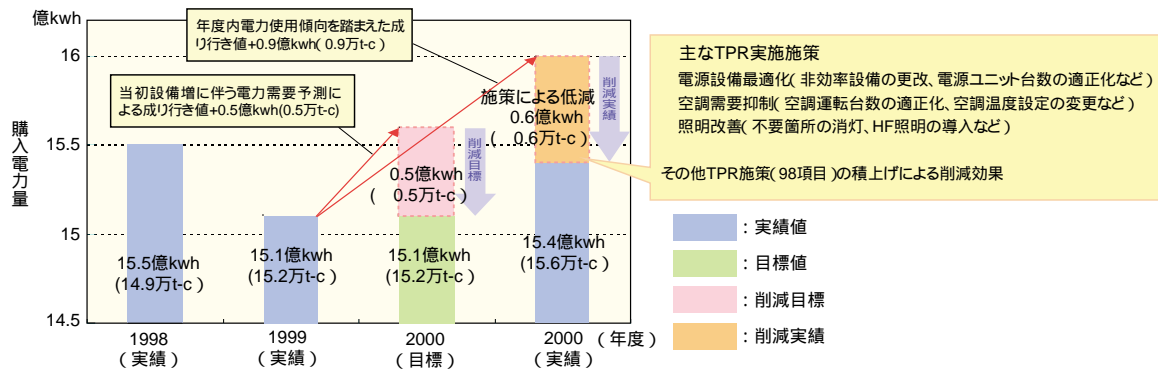 億kwh
年度内電力使用傾向を踏まえた成
り行き値+0.9億kwh( 0.9万t-c)
当初設備増に伴う電力需要予測に
よる成り行き値+0.5億kwh(0.5万t-c)
購入電力量
16
15.5
15
14.5
15.5億kwh
(14.9万t-c)
15.1億kwh
(15.2万t-c)
0.5億kwh
( 0.5万t-c)
削減目標
15.1億kwh
(15.2万t-c)
施策による低減
0.6億kwh
( 0.6万t-c)
削減実績
15.4億kwh
(15.6万t-c)
1998
(実績)
1999
(実績)
2000
(目標)
2000
(実績)
(年度)
主なTPR実施施策
電源設備最適化( 非効率設備の更改、電源ユニット台数の適正化など)
空調需要抑制( 空調運転台数の適正化、空調温度設定の変更など)
照明改善( 不要箇所の消灯、HF照明の導入など)
その他TPR施策( 98項目)の積上げによる削減効果
：実績値
：目標値
：削減目標
：削減実績